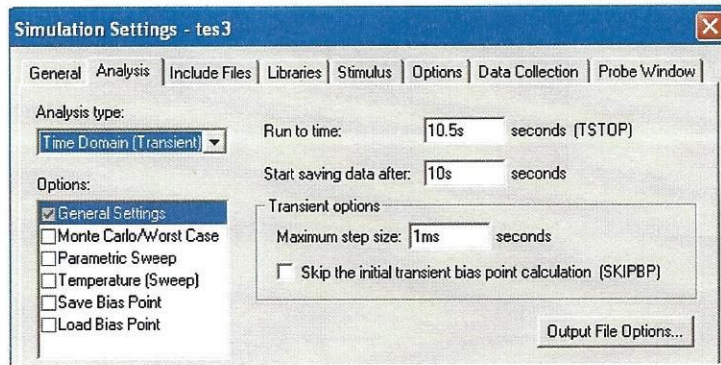 Simulation Settings - tes3
General Analysis Include Files Libraries Stimulus Options Data Collection Probe Window
Analysis type:
Time Domain (Transient)
Options:
General Settings
Monte Carlo/Worst Case
Parametric Sweep
Temperature (Sweep)
Save Bias Point
Load Bias Point
Run to time: 10.5s seconds (TSTOP)
Start saving data after: 10s seconds
Transient options
Maximum step size: 1ms seconds
Skip the initial transient bias point calculation (SKIPBP)
Output File Options...